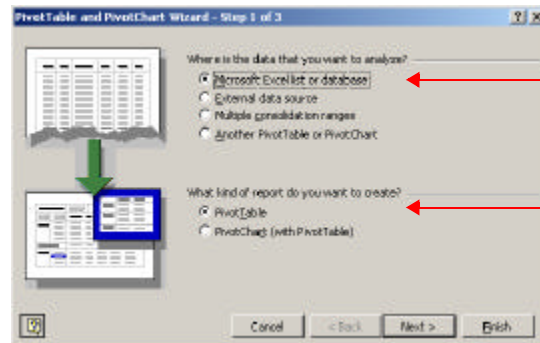 PivotTable and PivotChart Wizard - Step 1 of 3
Where is the data that you want to analyze?
Microsoft Excel list or database
External data source
Multiple consolidation ranges
Another PivotTable or PivotChart
What kind of report do you want to create?
PivotTable
PivotChart (with PivotTable)
Cancel
< Back
Next >
Finish